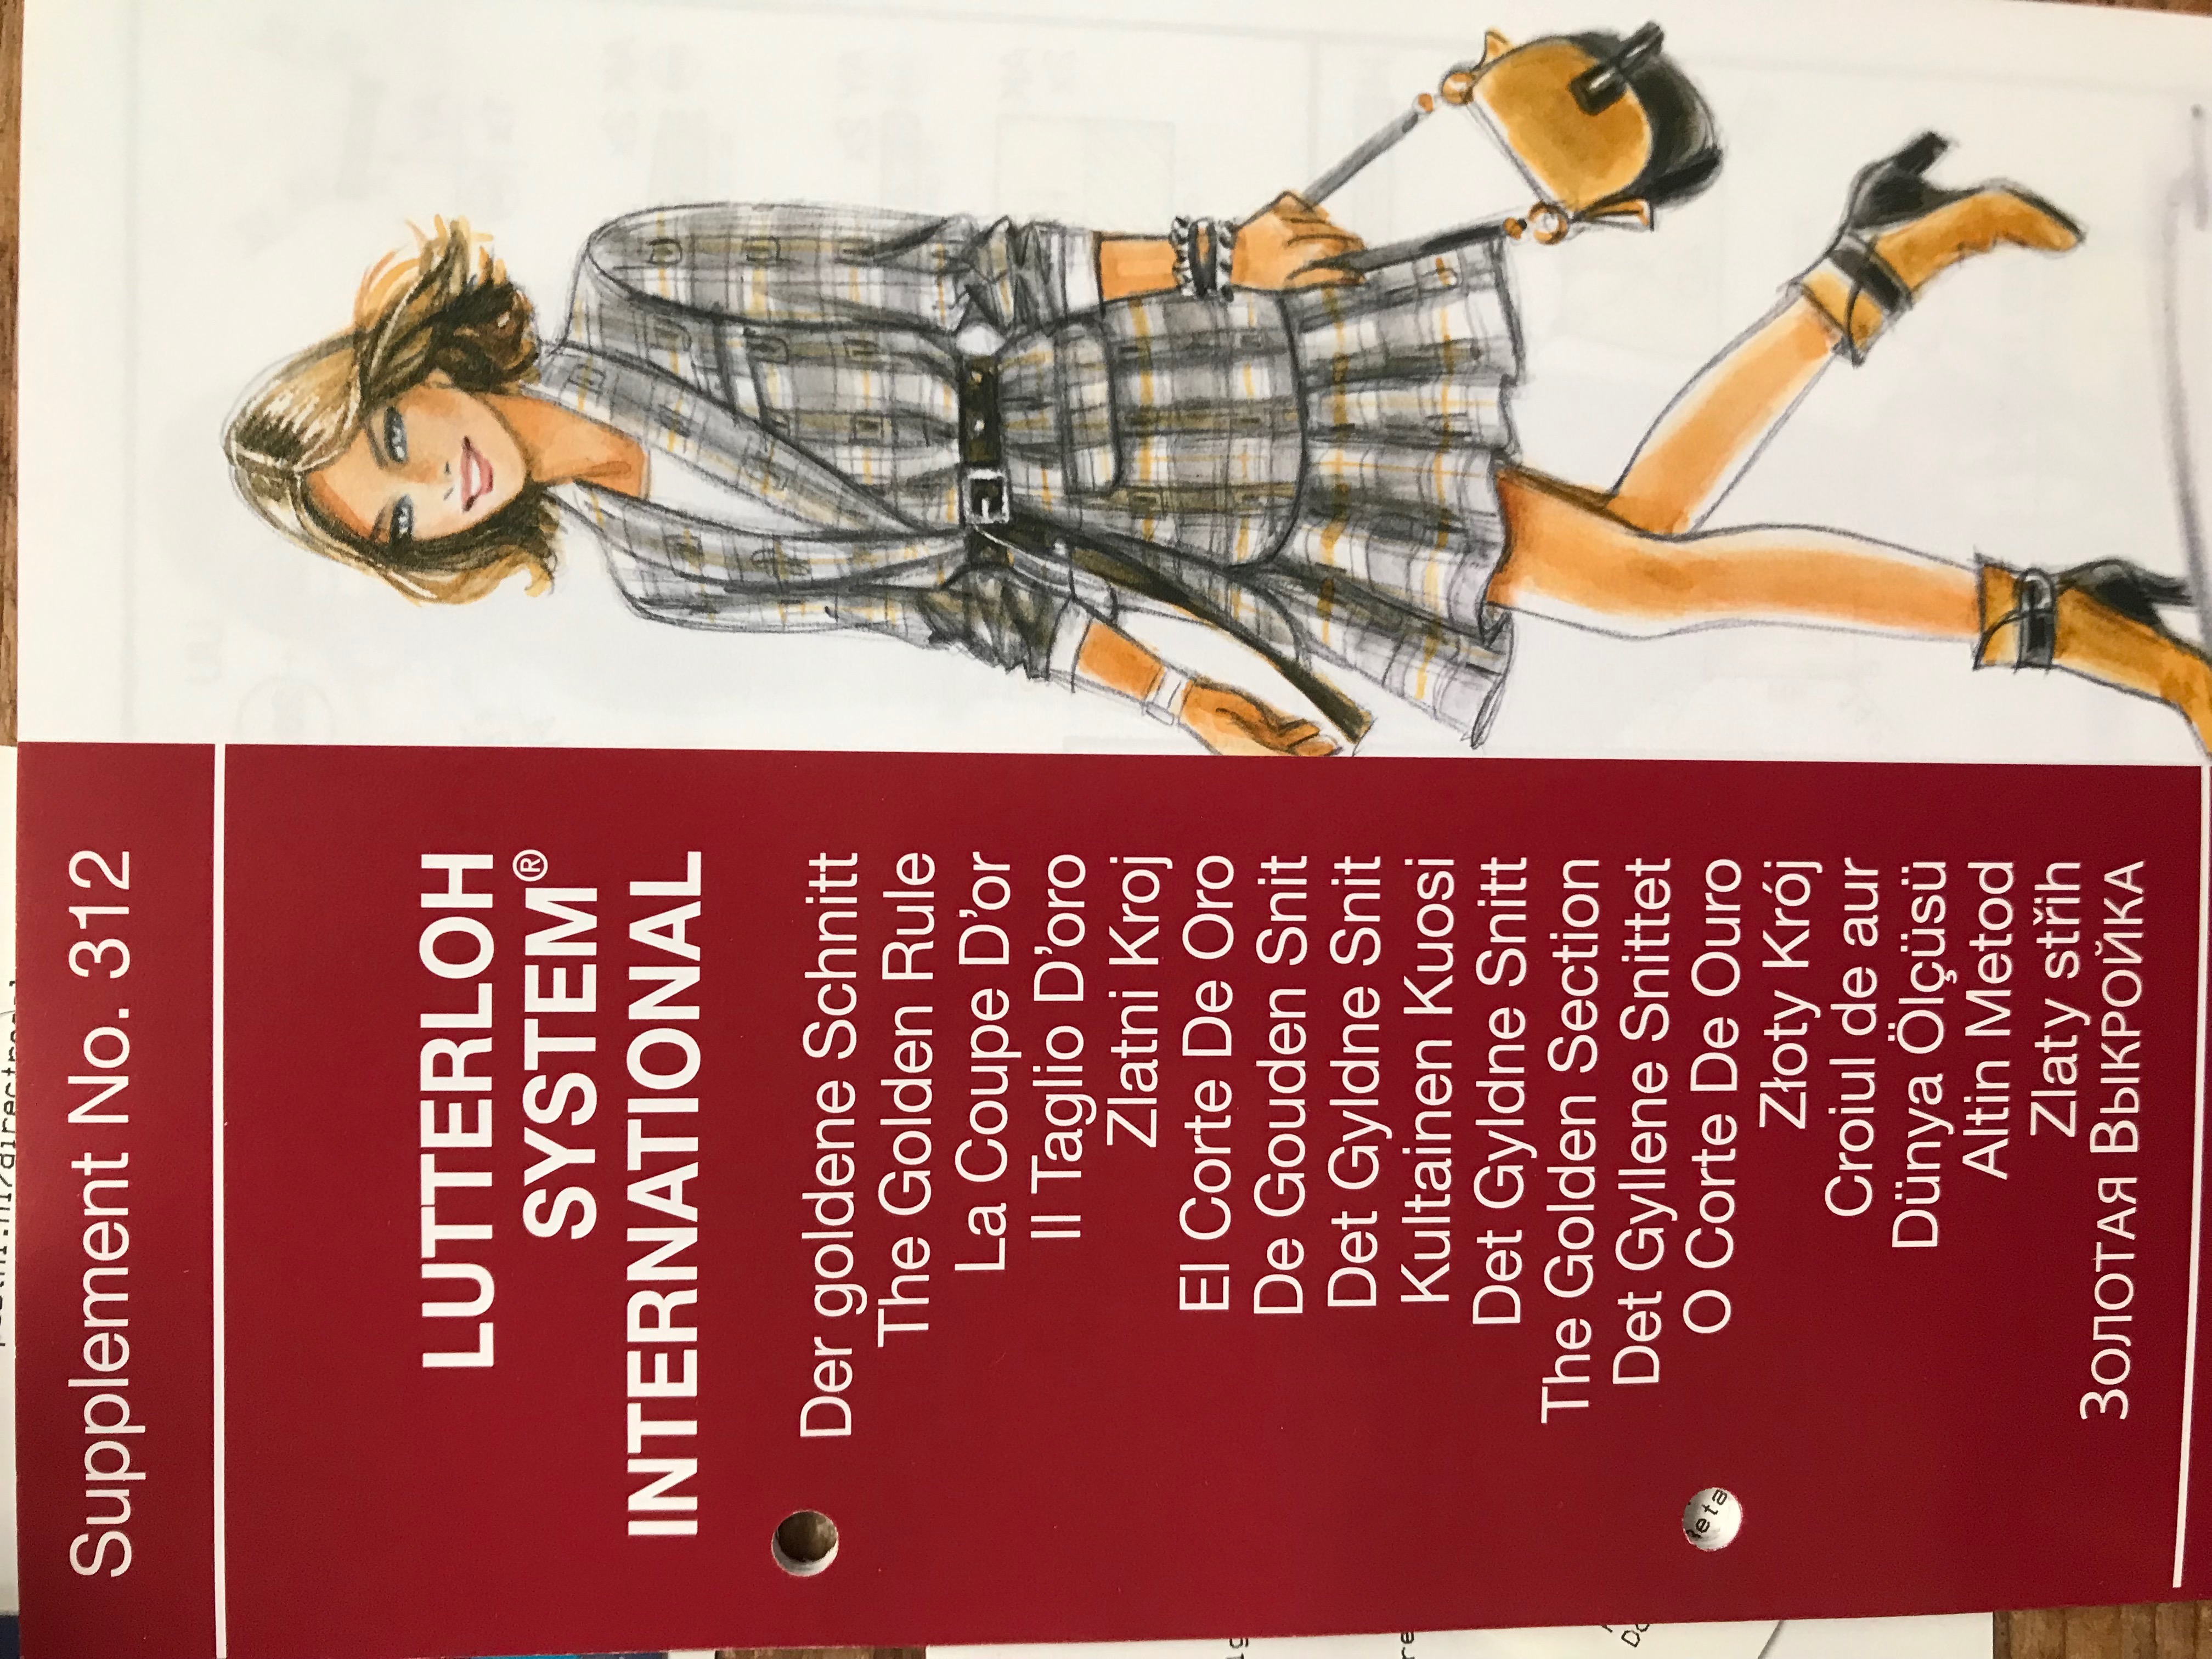 Supplement No. 312
LUTTERLOH
SYSTEM®
INTERNATIONAL
Der goldene Schnitt
The Golden Rule
La Coupe D'or
Il Taglio D'oro
Zlatni Kroj
El Corte De Oro
De Gouden Snit
Det Gyldne Snit
Kultainen Kuosi
Det Gyldne Snitt
The Golden Section
Det Gyllene Snittet
O Corte De Ouro
Złoty Krój
Croiul de aur
Dünya Ölçüsü
Altin Metod
Zlaty střih
Золотая Выкройка